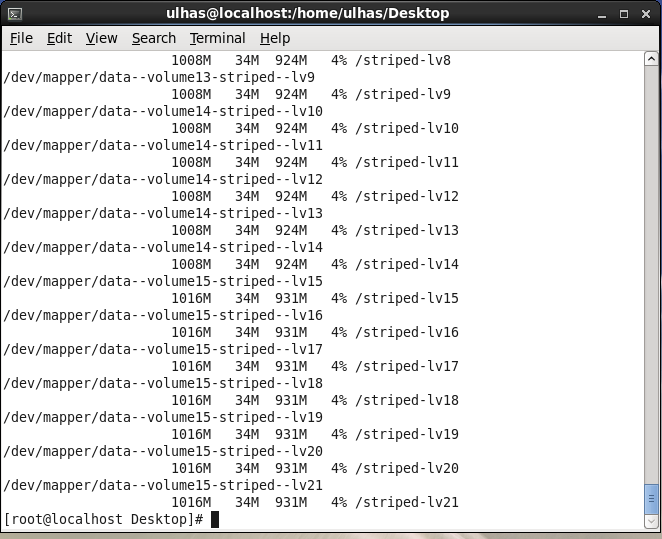 ulhas@localhost:/home/ulhas/Desktop
File Edit View Search Terminal Help
1008M 34M 924M 4% /striped-lv8
/dev/mapper/data--volume13-striped--lv9
1008M 34M 924M 4% /striped-lv9
/dev/mapper/data--volume14-striped--lv10
1008M 34M 924M 4% /striped-lv10
/dev/mapper/data--volume14-striped--lv11
1008M 34M 924M 4% /striped-lv11
/dev/mapper/data--volume14-striped--lv12
1008M 34M 924M 4% /striped-lv12
/dev/mapper/data--volume14-striped--lv13
1008M 34M 924M 4% /striped-lv13
/dev/mapper/data--volume14-striped--lv14
1008M 34M 924M 4% /striped-lv14
/dev/mapper/data--volume15-striped--lv15
1016M 34M 931M 4% /striped-lv15
/dev/mapper/data--volume15-striped--lv16
1016M 34M 931M 4% /striped-lv16
/dev/mapper/data--volume15-striped--lv17
1016M 34M 931M 4% /striped-lv17
/dev/mapper/data--volume15-striped--lv18
1016M 34M 931M 4% /striped-lv18
/dev/mapper/data--volume15-striped--lv19
1016M 34M 931M 4% /striped-lv19
/dev/mapper/data--volume15-striped--lv20
1016M 34M 931M 4% /striped-lv20
/dev/mapper/data--volume15-striped--lv21
1016M 34M 931M 4% /striped-lv21
[root@localhost Desktop]#